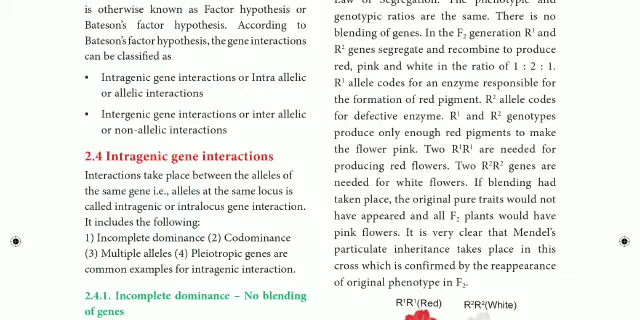 is otherwise known as Factor hypothesis or
Bateson's factor hypothesis. According to
Bateson's factor hypothesis, the gene interactions
can be classified as
• Intragenic gene interactions or Intra allelic
or allelic interactions
• Intergenic gene interactions or inter allelic
or non-allelic interactions
2.4 Intragenic gene interactions
Interactions take place between the alleles of
the same gene i.e., alleles at the same locus is
called intragenic or intralocus gene interaction.
It includes the following:
1) Incomplete dominance (2) Codominance
(3) Multiple alleles (4) Pleiotropic genes are
common examples for intragenic interaction.
2.4.1. Incomplete dominance – No blending
of genes
Law of Segregation. The phenotypic and
genotypic ratios are the same. There is no
blending of genes. In the F₂ generation R¹ and
R² genes segregate and recombine to produce
red, pink and white in the ratio of 1 : 2 : 1.
R¹ allele codes for an enzyme responsible for
the formation of red pigment. R² allele codes
for defective enzyme. R¹ and R² genotypes
produce only enough red pigments to make
the flower pink. Two R¹R¹ are needed for
producing red flowers. Two R²R² genes are
needed for white flowers. If blending had
taken place, the original pure traits would not
have appeared and all F₂ plants would have
pink flowers. It is very clear that Mendel's
particulate inheritance takes place in this
cross which is confirmed by the reappearance
of original phenotype in F₂.
R¹R¹(Red) R²R²(White)